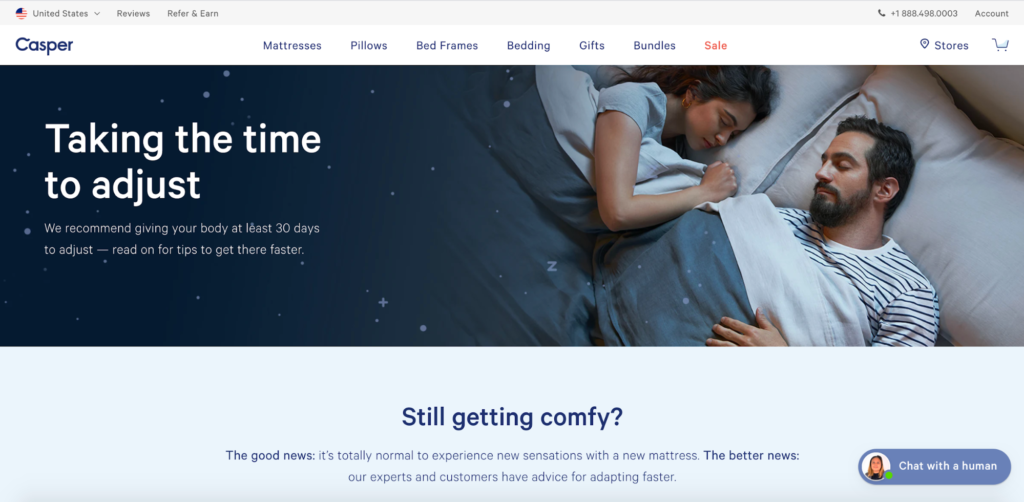 United States
Reviews
Refer & Earn
+1 888.498.0003
Account
Casper
Mattresses
Pillows
Bed Frames
Bedding
Gifts
Bundles
Sale
Stores
Taking the time
to adjust
We recommend giving your body at least 30 days
to adjust — read on for tips to get there faster.
z
Still getting comfy?
The good news: it's totally normal to experience new sensations with a new mattress. The better news:
our experts and customers have advice for adapting faster.
Chat with a human